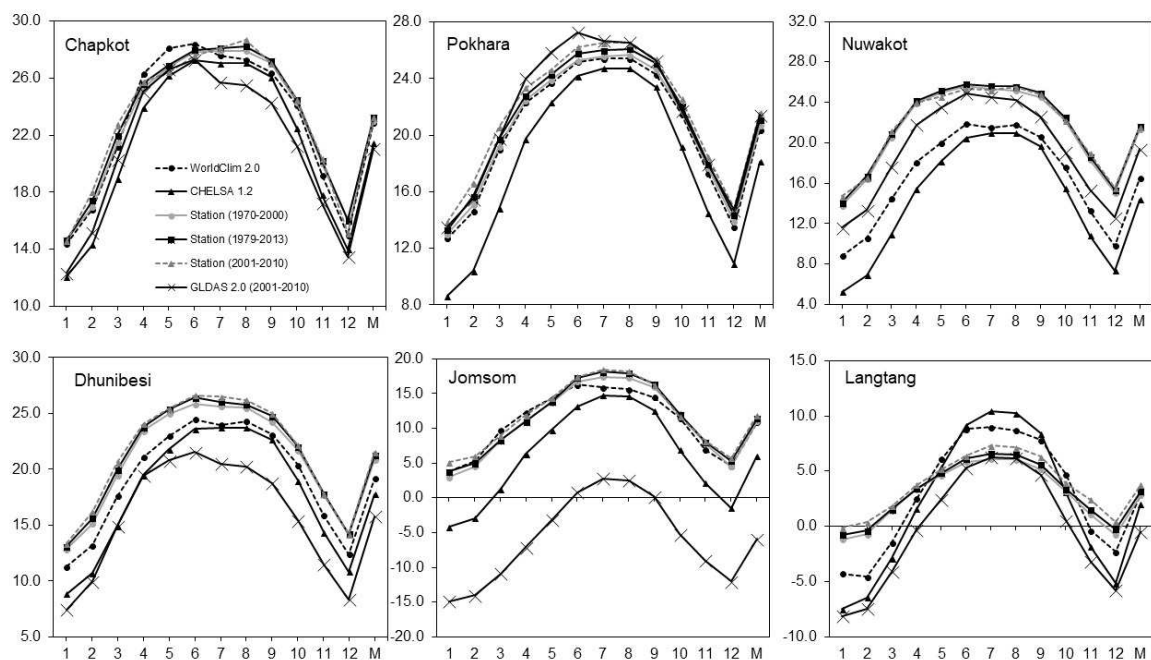 30.0
26.0
22.0
18.0
14.0
10.0
Chapkot
WorldClim 2.0
CHELSA 1.2
Station (1970-2000)
Station (1979-2013)
Station (2001-2010)
GLDAS 2.0 (2001-2010)
1 2 3 4 5 6 7 8 9 10 11 12 M
28.0
24.0
20.0
16.0
12.0
8.0
Pokhara
1 2 3 4 5 6 7 8 9 10 11 12 M
32.0
28.0
24.0
20.0
16.0
12.0
8.0
4.0
Nuwakot
1 2 3 4 5 6 7 8 9 10 11 12 M
30.0
25.0
20.0
15.0
10.0
5.0
Dhunibesi
1 2 3 4 5 6 7 8 9 10 11 12 M
20.0
15.0
10.0
5.0
0.0
-5.0
-10.0
-15.0
-20.0
Jomsom
1 2 3 4 5 6 7 8 9 10 11 12 M
15.0
10.0
5.0
0.0
-5.0
-10.0
Langtang
1 2 3 4 5 6 7 8 9 10 11 12 M